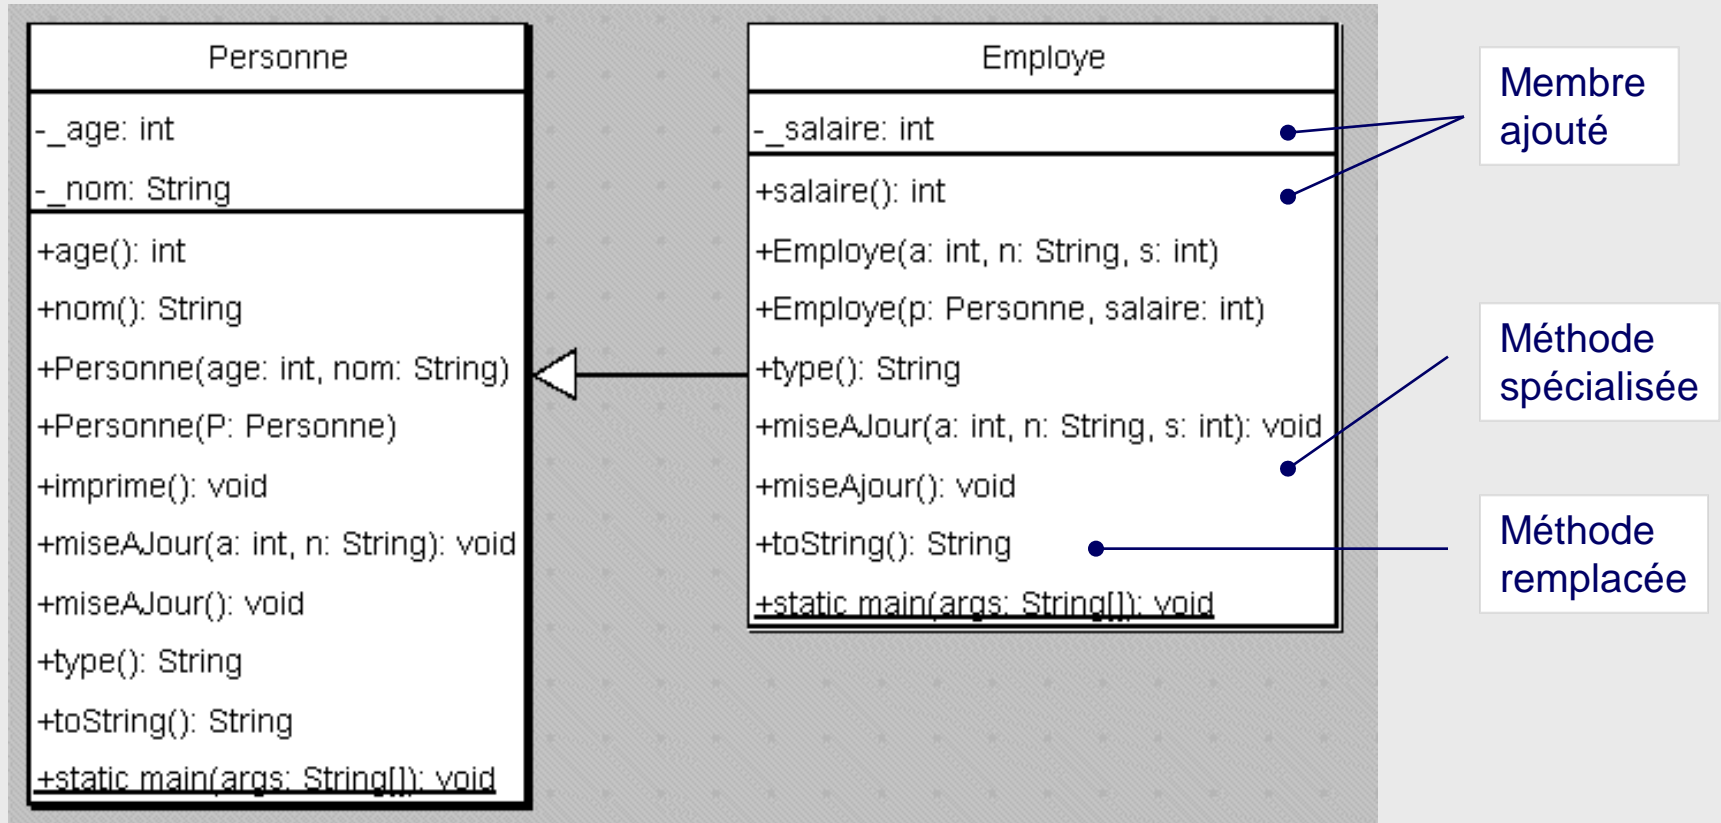 Personne
-_age: int
-_nom: String
+age(): int
+nom(): String
+Personne(age: int, nom: String)
+Personne(P: Personne)
+imprime(): void
+miseAJour(a: int, n: String): void
+miseAJour(): void
+type(): String
+toString(): String
+static main(args: String[]): void
Employe
-_salaire: int
+salaire(): int
+Employe(a: int, n: String, s: int)
+Employe(p: Personne, salaire: int)
+type(): String
+miseAJour(a: int, n: String, s: int): void
+miseAjour(): void
+toString(): String
+static main(args: String[]): void
Membre
ajouté
Méthode
spécialisée
Méthode
remplacée